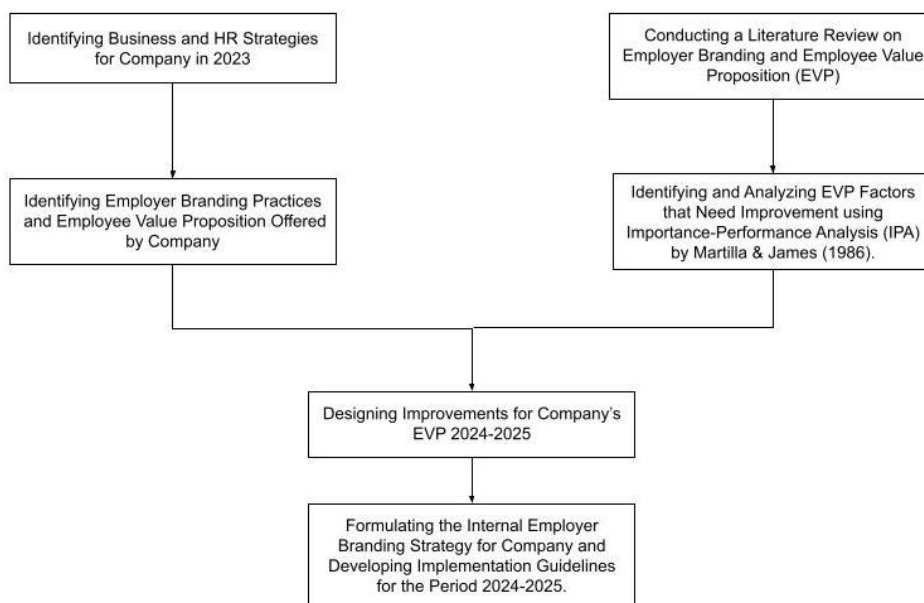 Identifying Business and HR Strategies
for Company in 2023
Conducting a Literature Review on
Employer Branding and Employee Value
Proposition (EVP)
Identifying Employer Branding Practices
and Employee Value Proposition Offered
by Company
Identifying and Analyzing EVP Factors
that Need Improvement using
Importance-Performance Analysis (IPA)
by Martilla & James (1986).
Designing Improvements for Company's
EVP 2024-2025
Formulating the Internal Employer
Branding Strategy for Company and
Developing Implementation Guidelines
for the Period 2024-2025.